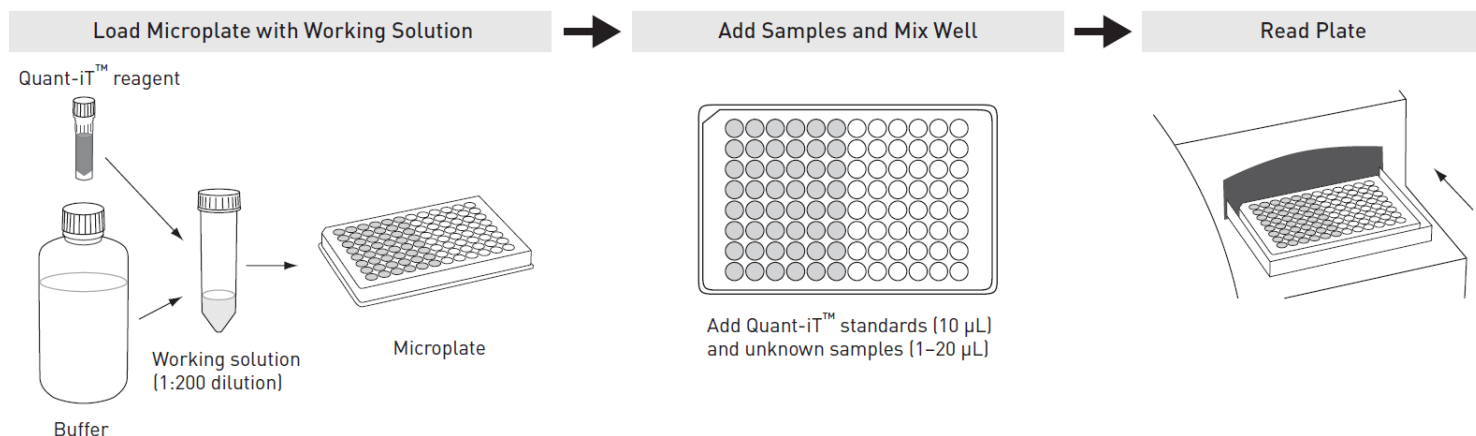 Load Microplate with Working Solution
Add Samples and Mix Well
Read Plate
Quant-iT™ reagent
Working solution
(1:200 dilution)
Buffer
Microplate
Add Quant-iT™ standards (10 µL)
and unknown samples (1–20 µL)